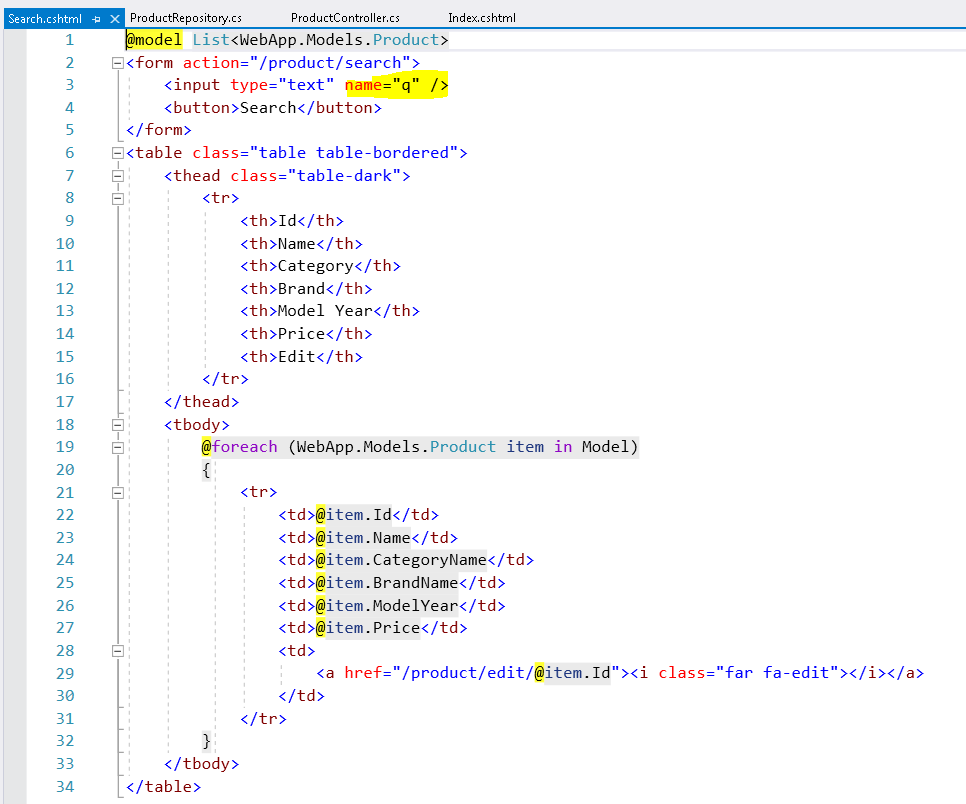 Search.cshtml ProductRepository.cs ProductController.cs Index.cshtml
1 @model List<WebApp.Models.Product>
2 <form action="/product/search">
3 <input type="text" name="q" />
4 <button>Search</button>
5 </form>
6 <table class="table table-bordered">
7 <thead class="table-dark">
8 <tr>
9 <th>Id</th>
10 <th>Name</th>
11 <th>Category</th>
12 <th>Brand</th>
13 <th>Model Year</th>
14 <th>Price</th>
15 <th>Edit</th>
16 </tr>
17 </thead>
18 <tbody>
19 @foreach (WebApp.Models.Product item in Model)
20 {
21 <tr>
22 <td>@item.Id</td>
23 <td>@item.Name</td>
24 <td>@item.CategoryName</td>
25 <td>@item.BrandName</td>
26 <td>@item.ModelYear</td>
27 <td>@item.Price</td>
28 <td>
29 <a href="/product/edit/@item.Id"><i class="far fa-edit"></i></a>
30 </td>
31 </tr>
32 }
33 </tbody>
34 </table>